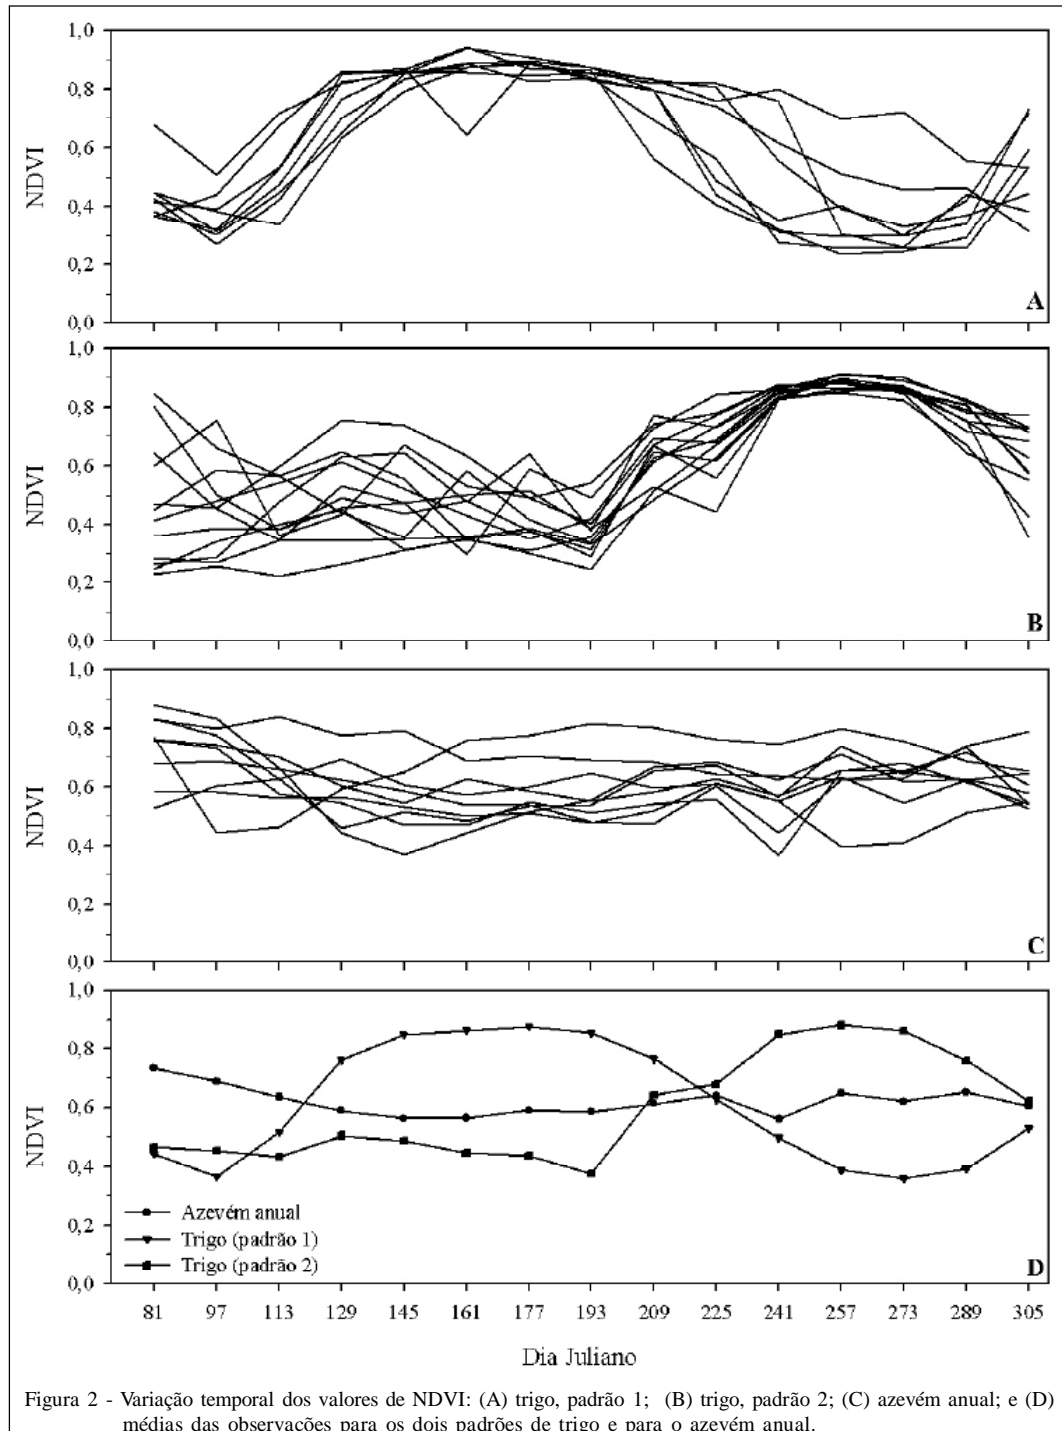 1,0
0,8
0,6
0,4
0,2
0,0
NDVI
A
1,0
0,8
0,6
0,4
0,2
0,0
NDVI
B
1,0
0,8
0,6
0,4
0,2
0,0
NDVI
C
1,0
0,8
0,6
0,4
0,2
0,0
NDVI
Azevém anual
Trigo (padrão 1)
Trigo (padrão 2)
D
81 97 113 129 145 161 177 193 209 225 241 257 273 289 305
Dia Juliano
Figura 2 - Variação temporal dos valores de NDVI: (A) trigo, padrão 1; (B) trigo, padrão 2; (C) azevém anual; e (D)
médias das observações para os dois padrões de trigo e para o azevém anual.